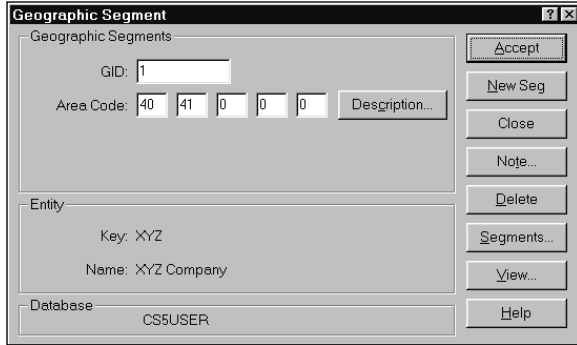 Geographic Segment
Geographic Segments
GID: 1
Area Code: 40 41 0 0 0 Description...
Entity
Key: XYZ
Name: XYZ Company
Database
CS5USER
Accept
New Seg
Close
Note...
Delete
Segments...
View...
Help